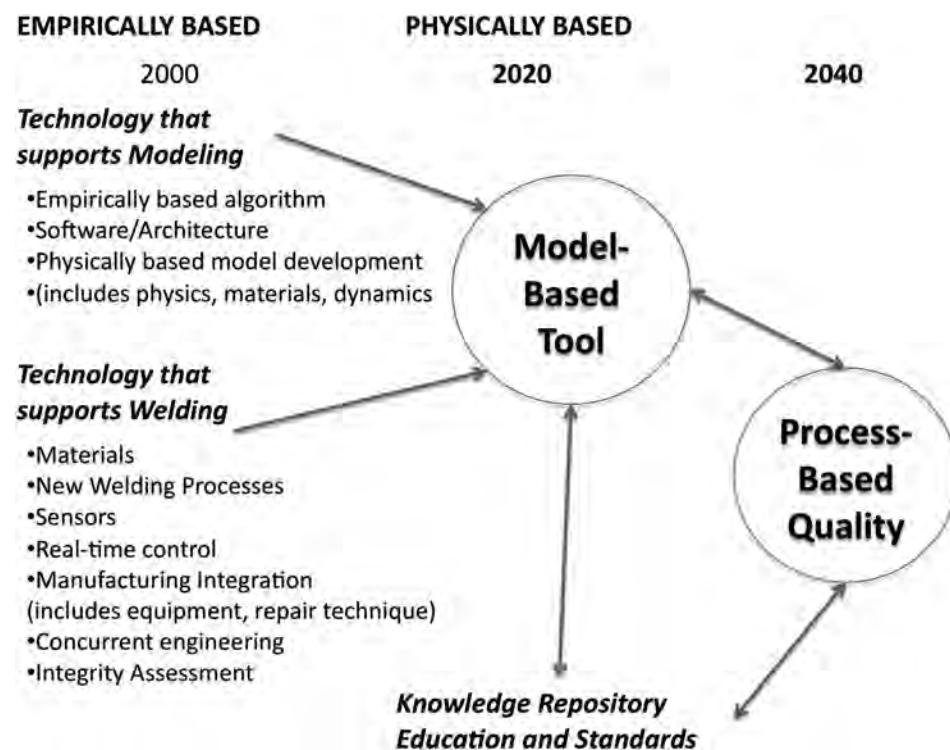 EMPIRICALLY BASED
PHYSICALLY BASED
2000
2020
2040
Technology that
supports Modeling
•Empirically based algorithm
•Software/Architecture
•Physically based model development
•(includes physics, materials, dynamics
Technology that
supports Welding
•Materials
•New Welding Processes
•Sensors
•Real-time control
•Manufacturing Integration
(includes equipment, repair technique)
•Concurrent engineering
•Integrity Assessment
Model-
Based
Tool
Process-
Based
Quality
Knowledge Repository
Education and Standards